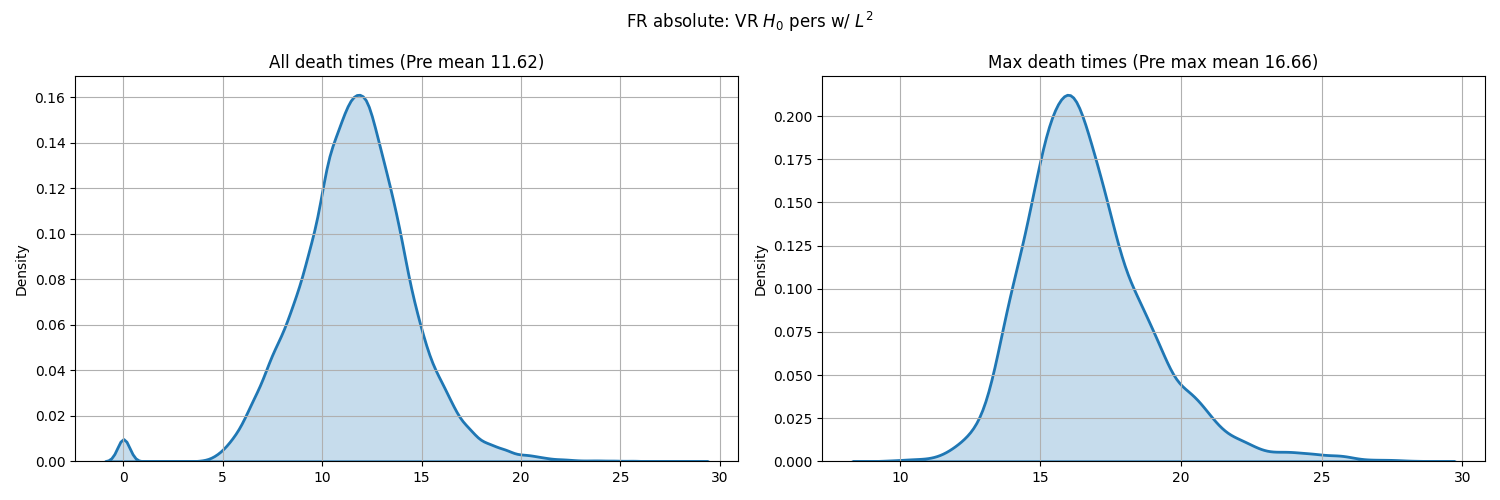 FR absolute: VR H₀ pers w/ L²
All death times (Pre mean 11.62)
Density
0.16
0.14
0.12
0.10
0.08
0.06
0.04
0.02
0.00
0 5 10 15 20 25 30
Max death times (Pre max mean 16.66)
Density
0.200
0.175
0.150
0.125
0.100
0.075
0.050
0.025
0.000
10 15 20 25 30